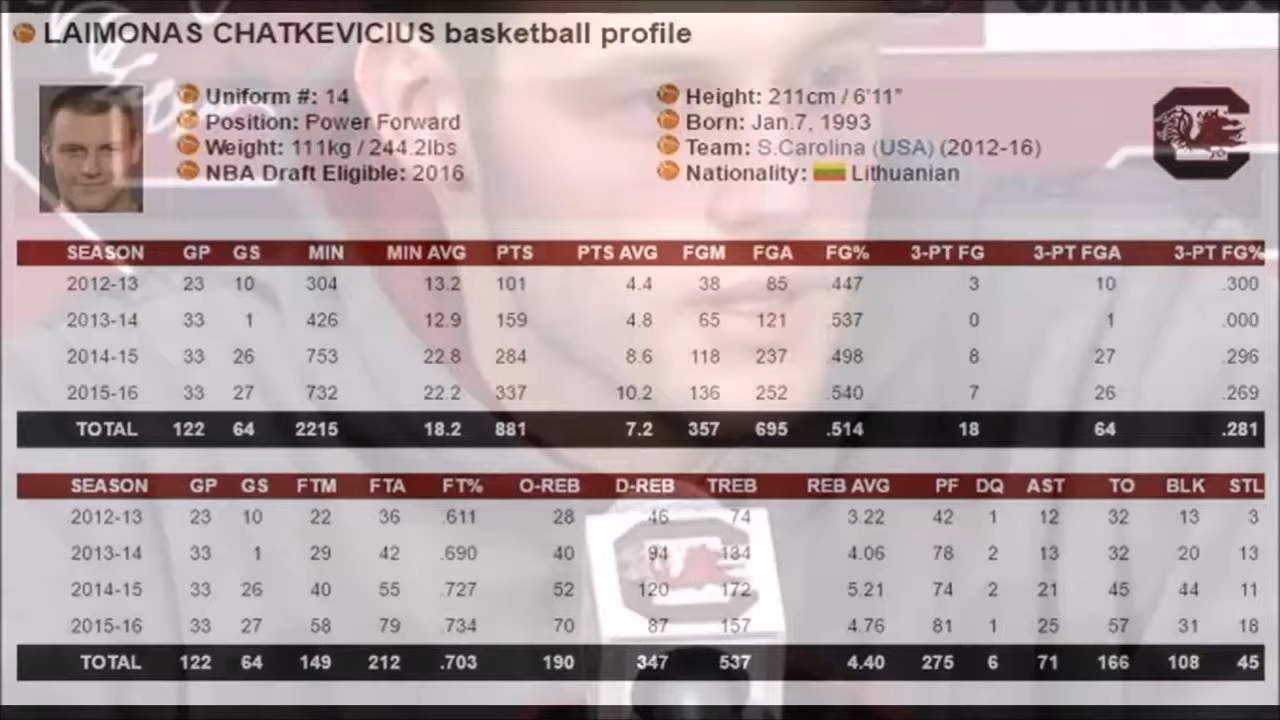 LAIMONAS CHATKEVICIUS basketball profile
Uniform #: 14
Position: Power Forward
Weight: 111kg / 244.2lbs
NBA Draft Eligible: 2016
Height: 211cm / 6'11"
Born: Jan.7, 1993
Team: S.Carolina (USA) (2012-16)
Nationality: Lithuanian
SEASON GP GS MIN MIN AVG PTS PTS AVG FGM FGA FG% 3-PT FG 3-PT FGA 3-PT FG%
2012-13 23 10 304 13.2 101 4.4 38 85 .447 3 10 .300
2013-14 33 1 426 12.9 159 4.8 65 121 .537 0 1 .000
2014-15 33 26 753 22.8 284 8.6 118 237 .498 8 27 .296
2015-16 33 27 732 22.2 337 10.2 136 252 .540 7 26 .269
TOTAL 122 64 2215 18.2 881 7.2 357 695 .514 18 64 .281
SEASON GP GS FTM FTA FT% O-REB D-REB TREB REB AVG PF DQ AST TO BLK STL
2012-13 23 10 22 36 .611 28 46 74 3.22 42 1 12 32 13 3
2013-14 33 1 29 42 .690 40 94 134 4.06 78 2 13 32 20 13
2014-15 33 26 40 55 .727 52 120 172 5.21 74 2 21 45 44 11
2015-16 33 27 58 79 .734 70 87 157 4.76 81 1 25 57 31 18
TOTAL 122 64 149 212 .703 190 347 537 4.40 275 6 71 166 108 45